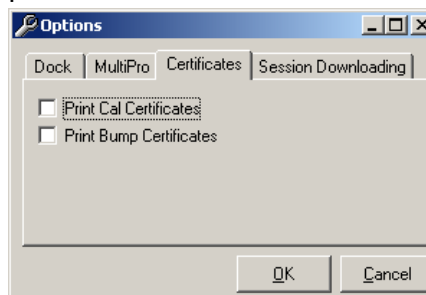 Options
Dock MultiPro Certificates Session Downloading
Print Cal Certificates
Print Bump Certificates
OK Cancel